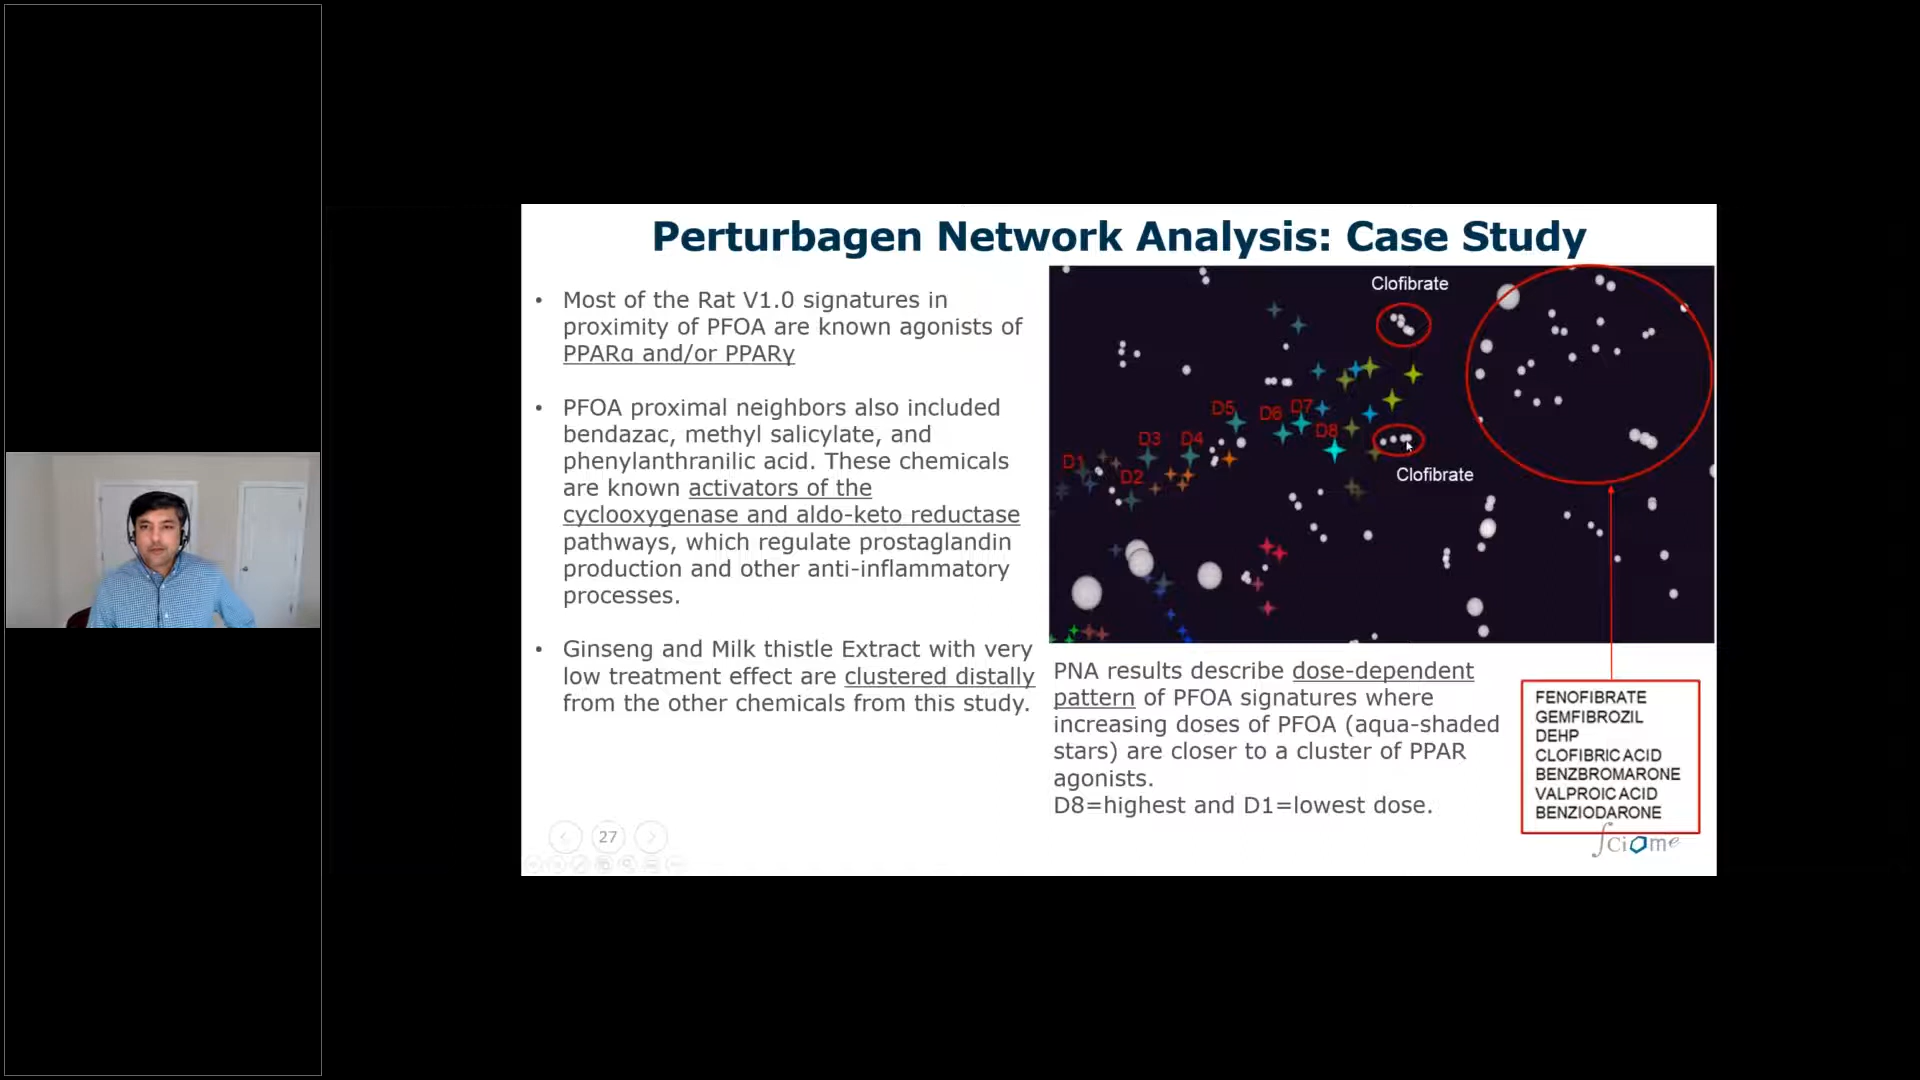 Perturbagen Network Analysis: Case Study
• Most of the Rat V1.0 signatures in
proximity of PFOA are known agonists of
PPARα and/or PPARγ
• PFOA proximal neighbors also included
bendazac, methyl salicylate, and
phenylanthranilic acid. These chemicals
are known activators of the
cyclooxygenase and aldo-keto reductase
pathways, which regulate prostaglandin
production and other anti-inflammatory
processes.
• Ginseng and Milk thistle Extract with very
low treatment effect are clustered distally
from the other chemicals from this study.
27
Clofibrate
D5
D6
D7
D8
D3
D4
D1
D2
Clofibrate
PNA results describe dose-dependent
pattern of PFOA signatures where
increasing doses of PFOA (aqua-shaded
stars) are closer to a cluster of PPAR
agonists.
D8=highest and D1=lowest dose.
FENOFIBRATE
GEMFIBROZIL
DEHP
CLOFIBRIC ACID
BENZBROMARONE
VALPROIC ACID
BENZIODARONE
Sciome